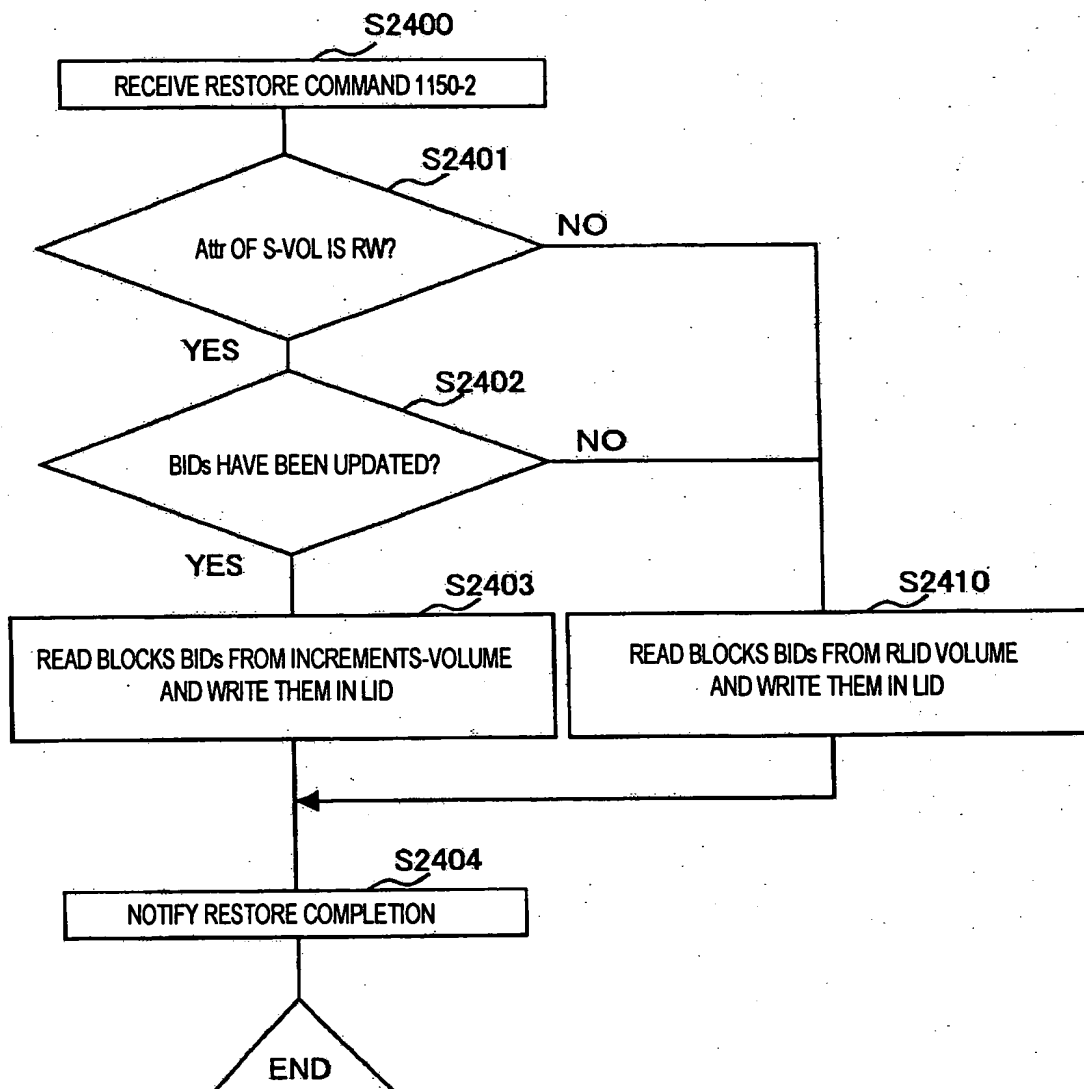 S2400
RECEIVE RESTORE COMMAND 1150-2
S2401
Attr OF S-VOL IS RW?
NO
YES
S2402
BIDs HAVE BEEN UPDATED?
NO
YES
S2403
READ BLOCKS BIDs FROM INCREMENTS-VOLUME
AND WRITE THEM IN LID
S2410
READ BLOCKS BIDs FROM RLID VOLUME
AND WRITE THEM IN LID
S2404
NOTIFY RESTORE COMPLETION
END